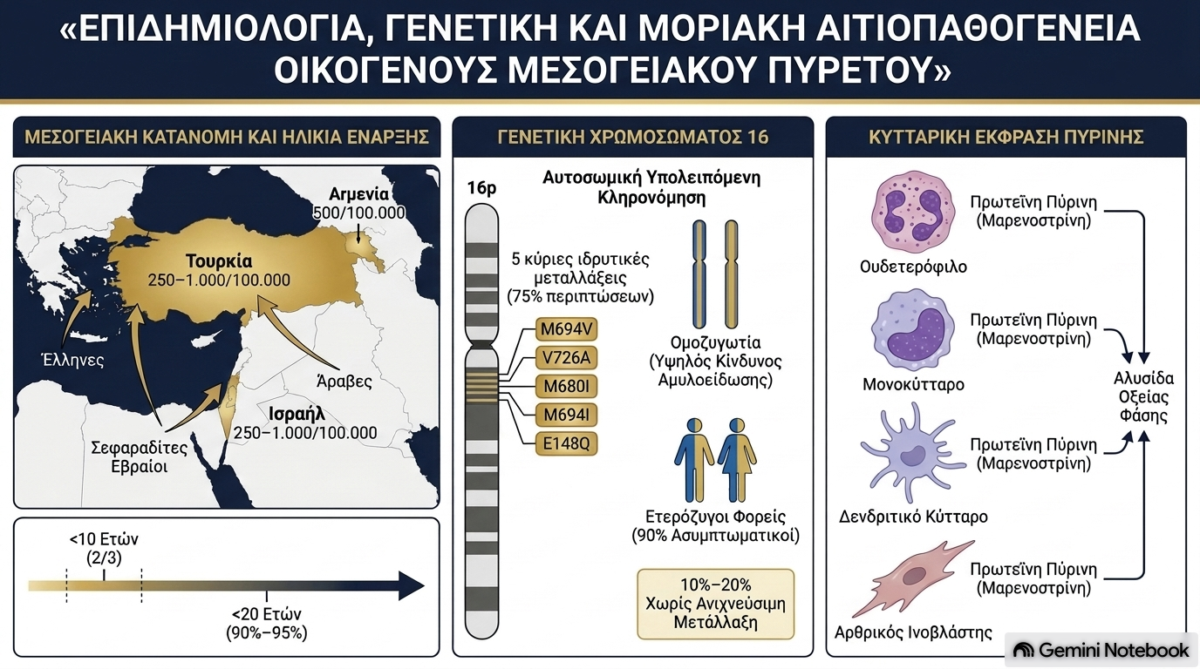 «ΕΠΙΔΗΜΙΟΛΟΓΙΑ, ΓΕΝΕΤΙΚΗ ΚΑΙ ΜΟΡΙΑΚΗ ΑΙΤΙΟΠΑΘΟΓΕΝΕΙΑ
ΟΙΚΟΓΕΝΟΥΣ ΜΕΣΟΓΕΙΑΚΟΥ ΠΥΡΕΤΟΥ»
ΜΕΣΟΓΕΙΑΚΗ ΚΑΤΑΝΟΜΗ ΚΑΙ ΗΛΙΚΙΑ ΕΝΑΡΞΗΣ
Αρμενία
500/100.000
Τουρκία
250–1.000/100.000
Έλληνες
Άραβες
Ισραήλ
250–1.000/100.000
Σεφαραδίτες
Εβραίοι
<10 Ετών
(2/3)
<20 Ετών
(90%–95%)
ΓΕΝΕΤΙΚΗ ΧΡΩΜΟΣΩΜΑΤΟΣ 16
16p
Αυτοσωμική Υπολειπόμενη
Κληρονόμηση
5 κύριες ιδρυτικές
μεταλλάξεις
(75% περιπτώσεων)
M694V
V726A
M680I
M694I
E148Q
Ομοζυγωτία
(Υψηλός Κίνδυνος
Αμυλοείδωσης)
Ετερόζυγοι Φορείς
(90% Ασυμπτωματικοί)
10%–20%
Χωρίς Ανιχνεύσιμη
Μετάλλαξη
ΚΥΤΤΑΡΙΚΗ ΕΚΦΡΑΣΗ ΠΥΡΙΝΗΣ
Πρωτεΐνη Πύρινη
(Μαρενοστρίνη)
Ουδετερόφιλο
Πρωτεΐνη Πύρινη
(Μαρενοστρίνη)
Μονοκύτταρο
Αλυσίδα
Οξείας
Φάσης
Πρωτεΐνη Πύρινη
(Μαρενοστρίνη)
Δενδριτικό Κύτταρο
Πρωτεΐνη Πύρινη
(Μαρενοστρίνη)
Αρθρικός Ινοβλάστης
Gemini Notebook